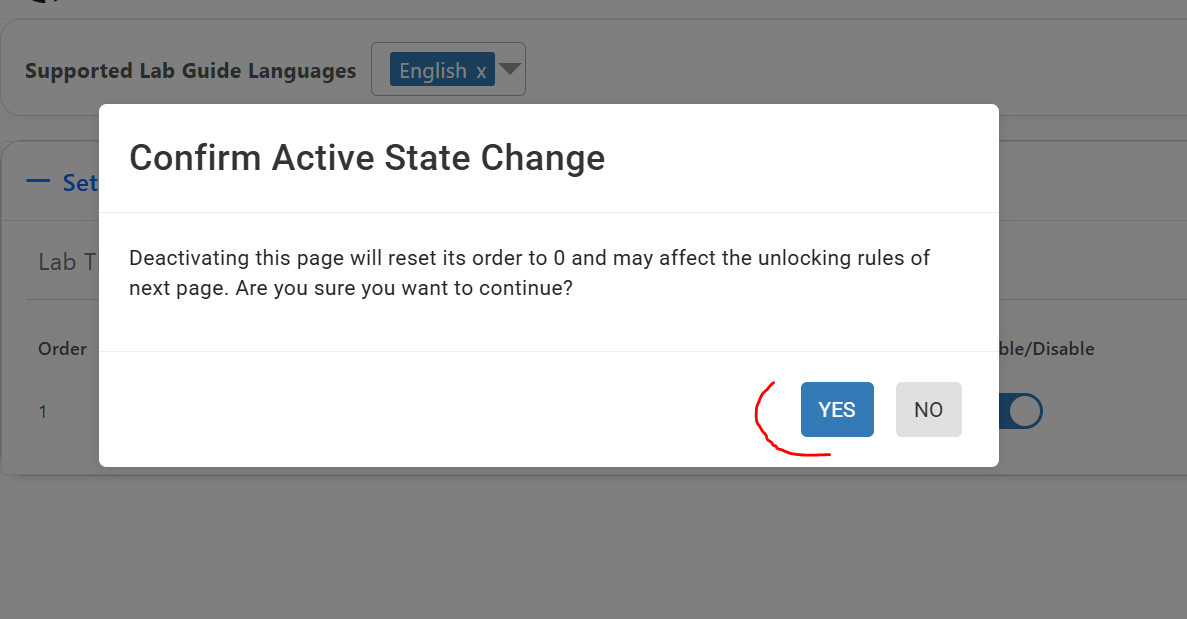 Supported Lab Guide Languages
English x
Confirm Active State Change
Set
Deactivating this page will reset its order to 0 and may affect the unlocking rules of
next page. Are you sure you want to continue?
Lab T
Order
ble/Disable
1
YES
NO